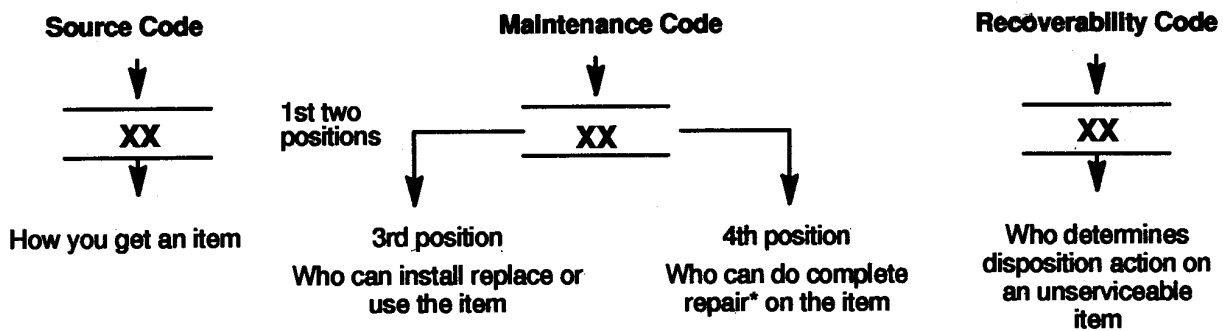 Source Code
XX
How you get an item
1st two
positions
Maintenance Code
XX
3rd position
Who can install replace or
use the item
4th position
Who can do complete
repair* on the item
Recoverability Code
XX
Who determines
disposition action on
an unserviceable
item